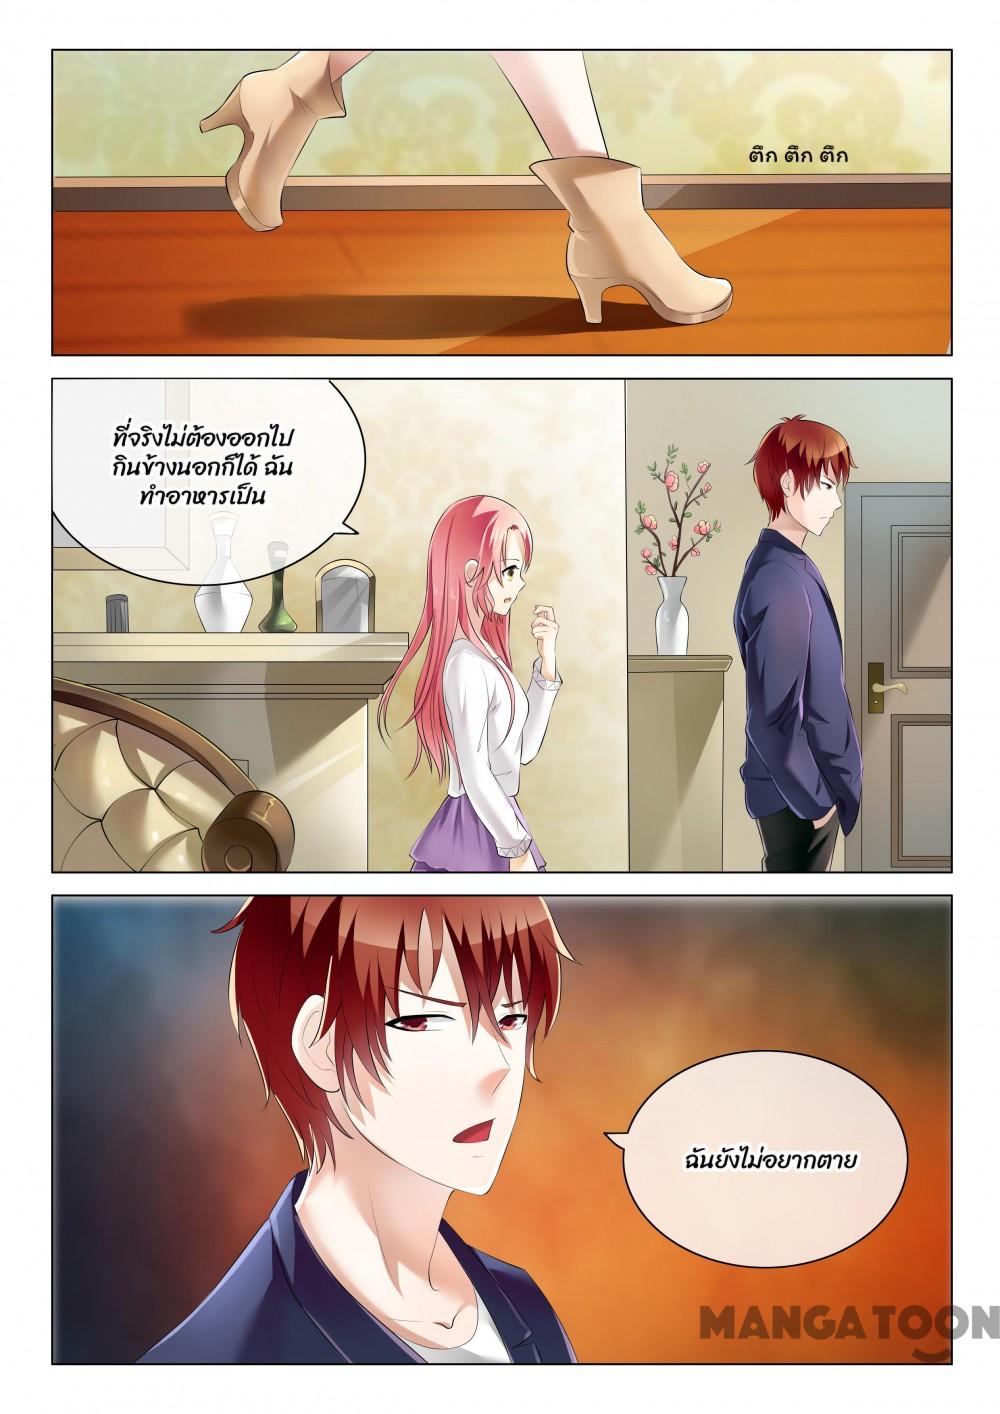 ตึก ตึก ตึก
ที่จริงไม่ต้องออกไป
กินข้างนอกก็ได้ ฉัน
ทำอาหารเป็น
ฉันยังไม่อยากตาย
MANGATOON